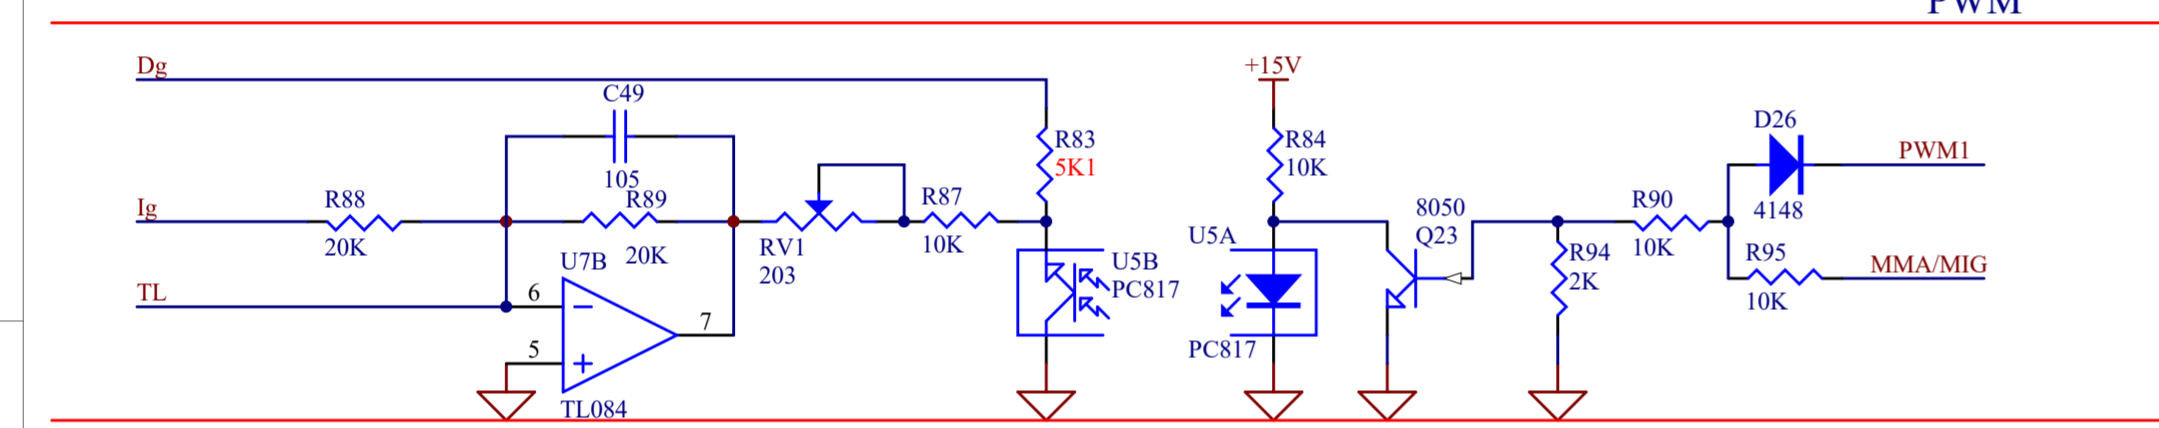 PWM
Dg
C49
105
+15V
R83
5K1
R84
10K
D26
4148
PWM1
Ig
R88
20K
R89
20K
RV1
203
R87
10K
8050
Q23
R90
10K
R95
10K
MMA/MIG
U5A
PC817
U5B
PC817
R94
2K
TL
U7B
6
5
7
TL084